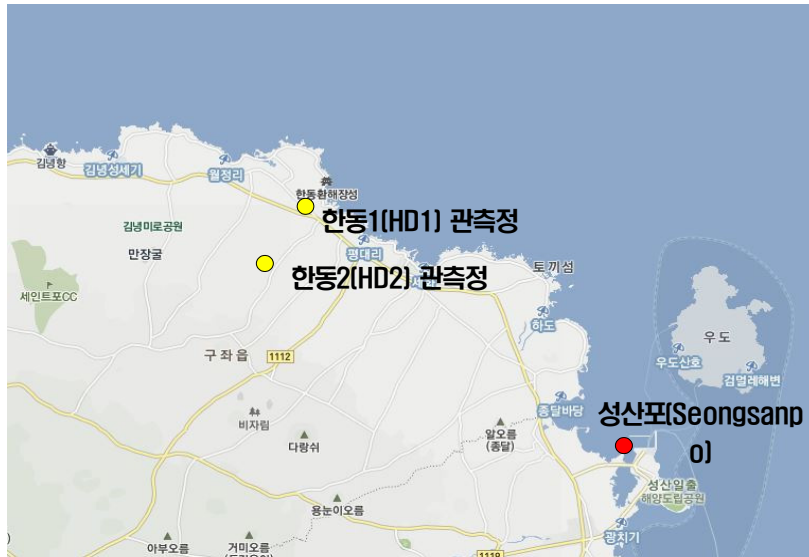 김녕항
김녕성세기
월정리
한동환해장성
한동1(HD1) 관측정
김녕미로공원
만장굴
평대리
한동2(HD2) 관측정
토끼섬
세인트포CC
하도
우도
우도산호
검멀레해변
구좌읍
1112
종달바당
성산포(Seongsanp
o)
비자림
다랑쉬
알오름
(종달)
성산일출
해양도립공원
용눈이오름
광치기
아부오름
거미오름